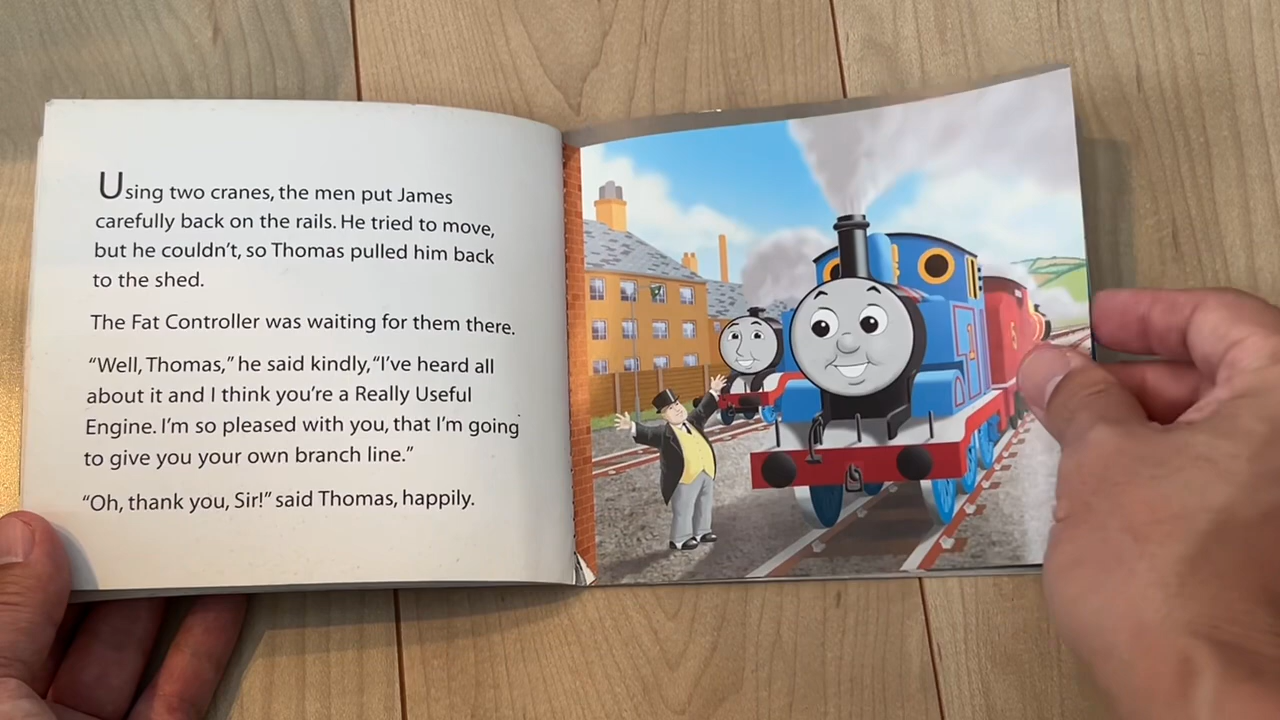 Using two cranes, the men put James
carefully back on the rails. He tried to move,
but he couldn't, so Thomas pulled him back
to the shed.
The Fat Controller was waiting for them there.
“Well, Thomas,” he said kindly, “I've heard all
about it and I think you're a Really Useful
Engine. I'm so pleased with you, that I'm going
to give you your own branch line.”
“Oh, thank you, Sir!” said Thomas, happily.
1
5